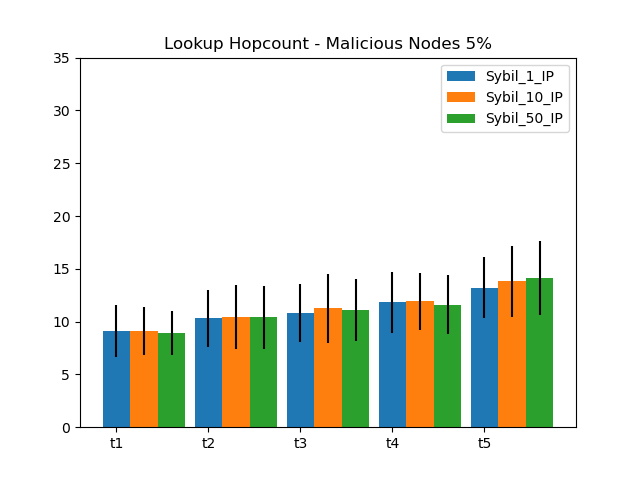 Lookup Hopcount - Malicious Nodes 5%
Sybil_1_IP
Sybil_10_IP
Sybil_50_IP
35
30
25
20
15
10
5
0
t1 t2 t3 t4 t5